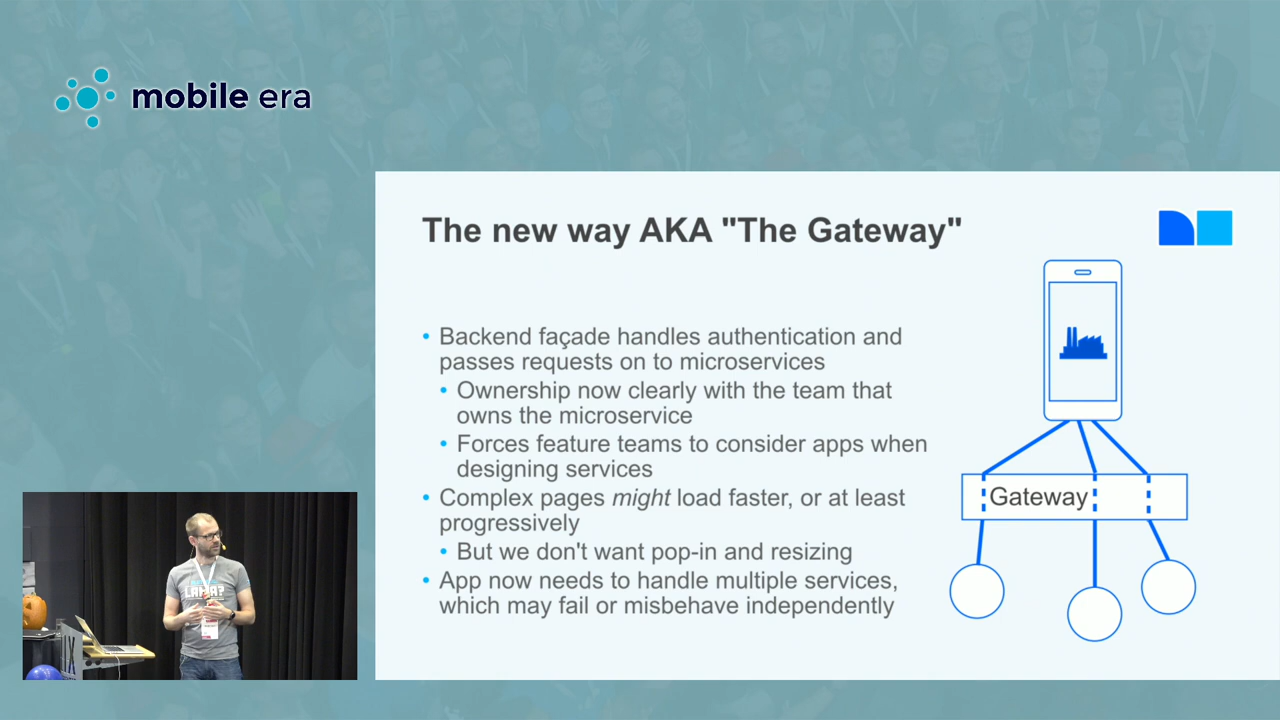 mobile era
The new way AKA "The Gateway"
• Backend façade handles authentication and
passes requests on to microservices
• Ownership now clearly with the team that
owns the microservice
• Forces feature teams to consider apps when
designing services
• Complex pages might load faster, or at least
progressively
• But we don't want pop-in and resizing
• App now needs to handle multiple services,
which may fail or misbehave independently
Gateway